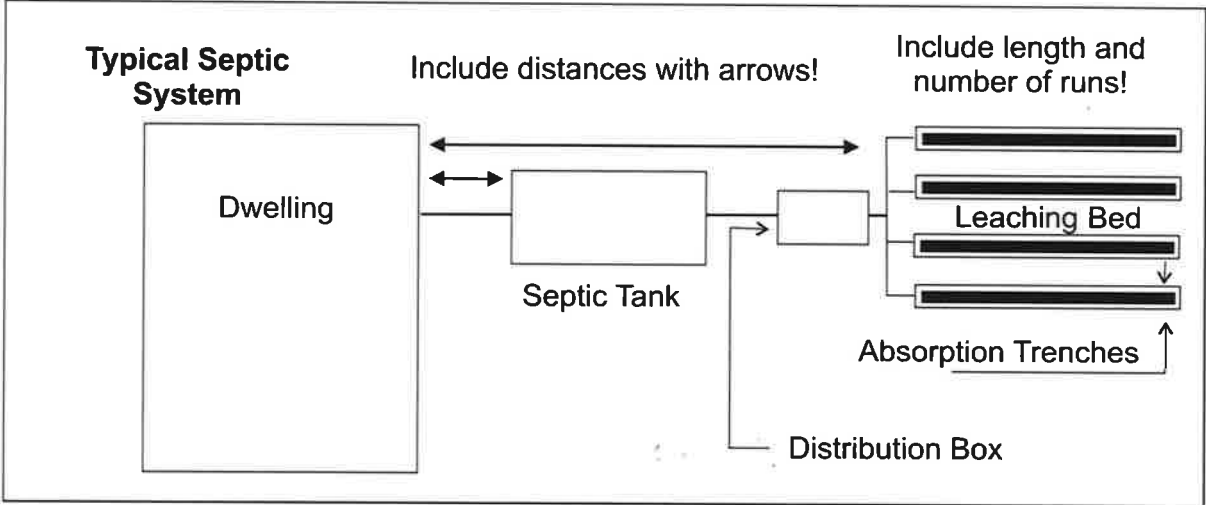 Typical Septic
System
Include distances with arrows!
Include length and
number of runs!
Dwelling
Leaching Bed
Septic Tank
Absorption Trenches
Distribution Box